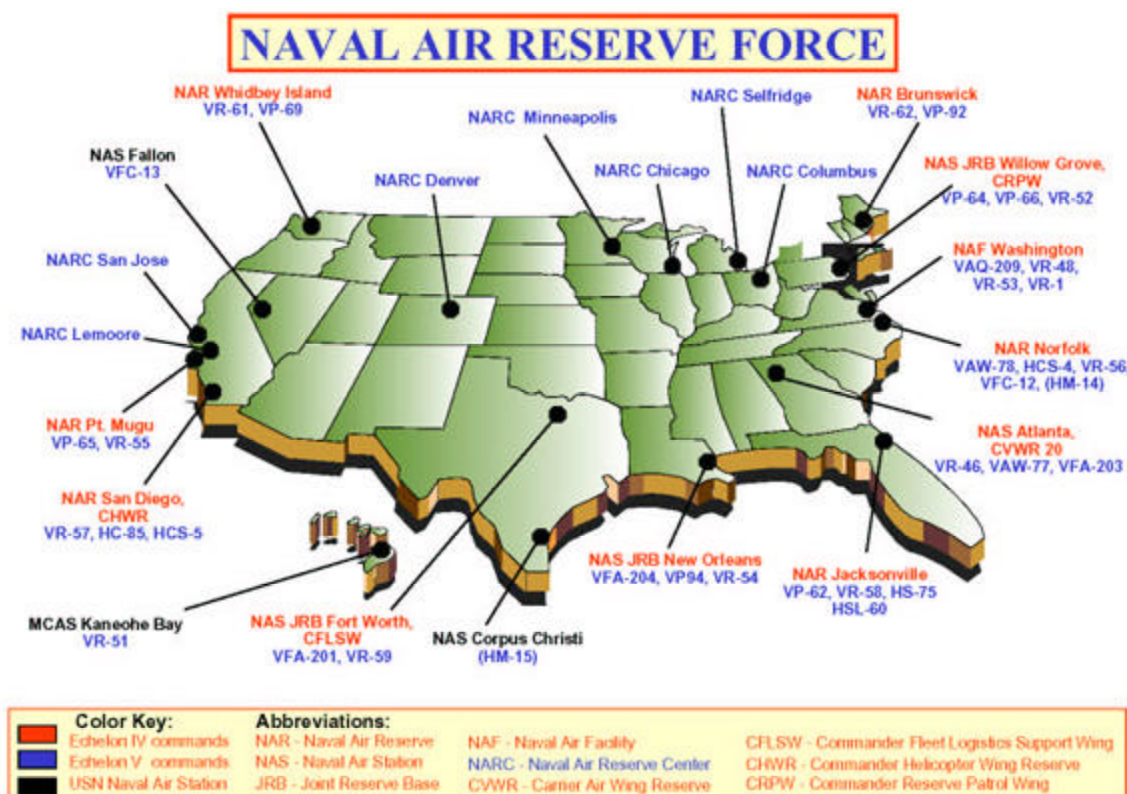 NAVAL AIR RESERVE FORCE
NAR Whidbey Island
VR-61, VP-69
NARC Minneapolis
NARC Selfridge
NAR Brunswick
VR-62, VP-92
NAS Fallon
VFC-13
NARC Denver
NARC Chicago
NARC Columbus
NAS JRB Willow Grove,
CRPW
VP-64, VP-66, VR-52
NARC San Jose
NAF Washington
VAQ-209, VR-48,
VR-53, VR-1
NARC Lemoore
NAR Norfolk
VAW-78, HCS-4, VR-56
VFC-12, (HM-14)
NAR Pt. Mugu
VP-65, VR-55
NAS Atlanta,
CVWR 20
VR-46, VAW-77, VFA-203
NAR San Diego,
CHWR
VR-57, HC-85, HCS-5
NAS JRB New Orleans
VFA-204, VP94, VR-54
NAR Jacksonville
VP-62, VR-58, HS-75
HSL-60
MCAS Kaneohe Bay
VR-51
NAS JRB Fort Worth,
CFLSW
VFA-201, VR-59
NAS Corpus Christi
(HM-15)
Color Key:
Echelon IV commands
Echelon V commands
USN Naval Air Station
Abbreviations:
NAR - Naval Air Reserve
NAS - Naval Air Station
JRB - Joint Reserve Base
NAF - Naval Air Facility
NARC - Naval Air Reserve Center
CVWR - Carrier Air Wing Reserve
CFLSW - Commander Fleet Logistics Support Wing
CHWR - Commander Helicopter Wing Reserve
CRPW - Commander Reserve Patrol Wing